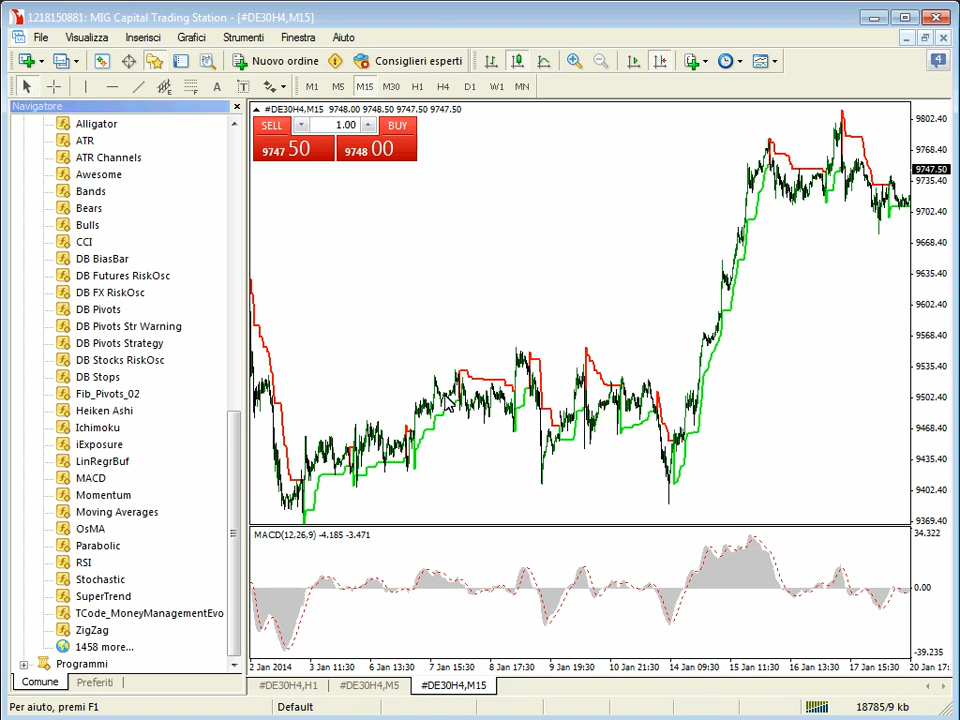 1218150881: MIG Capital Trading Station - [#DE30H4,M15]
File Visualizza Inserisci Grafici Strumenti Finestra Aiuto
Nuovo ordine Consiglieri esperti 4
A T M1 M5 M15 M30 H1 H4 D1 W1 MN
Navigatore
Alligator
ATR
ATR Channels
Awesome
Bands
Bears
Bulls
CCI
DB BiasBar
DB Futures RiskOsc
DB FX RiskOsc
DB Pivots
DB Pivots Str Warning
DB Pivots Strategy
DB Stocks RiskOsc
DB Stops
Fib_Pivots_02
Heiken Ashi
Ichimoku
iExposure
LinRegrBuf
MACD
Momentum
Moving Averages
OsMA
Parabolic
RSI
Stochastic
SuperTrend
TCode_MoneyManagementEvo
ZigZag
1458 more...
Programmi
Comune Preferiti
#DE30H4,M15 9748.00 9748.50 9747.50 9747.50
SELL 1.00 BUY
9747 50 9748 00
9802.40
9768.40
9747.50
9735.40
9702.40
9668.40
9635.40
9602.40
9568.40
9535.40
9502.40
9468.40
9435.40
9402.40
9369.40
MACD(12,26,9) -4.185 -3.471
34.322
0.00
-39.235
2 Jan 2014 3 Jan 11:30 6 Jan 13:30 7 Jan 15:30 8 Jan 17:30 9 Jan 19:30 10 Jan 21:30 14 Jan 09:30 15 Jan 11:30 16 Jan 13:30 17 Jan 15:30 20 Jan 17:
#DE30H4,H1 #DE30H4,M5 #DE30H4,M15
Per aiuto, premi F1 Default 18785/9 kb